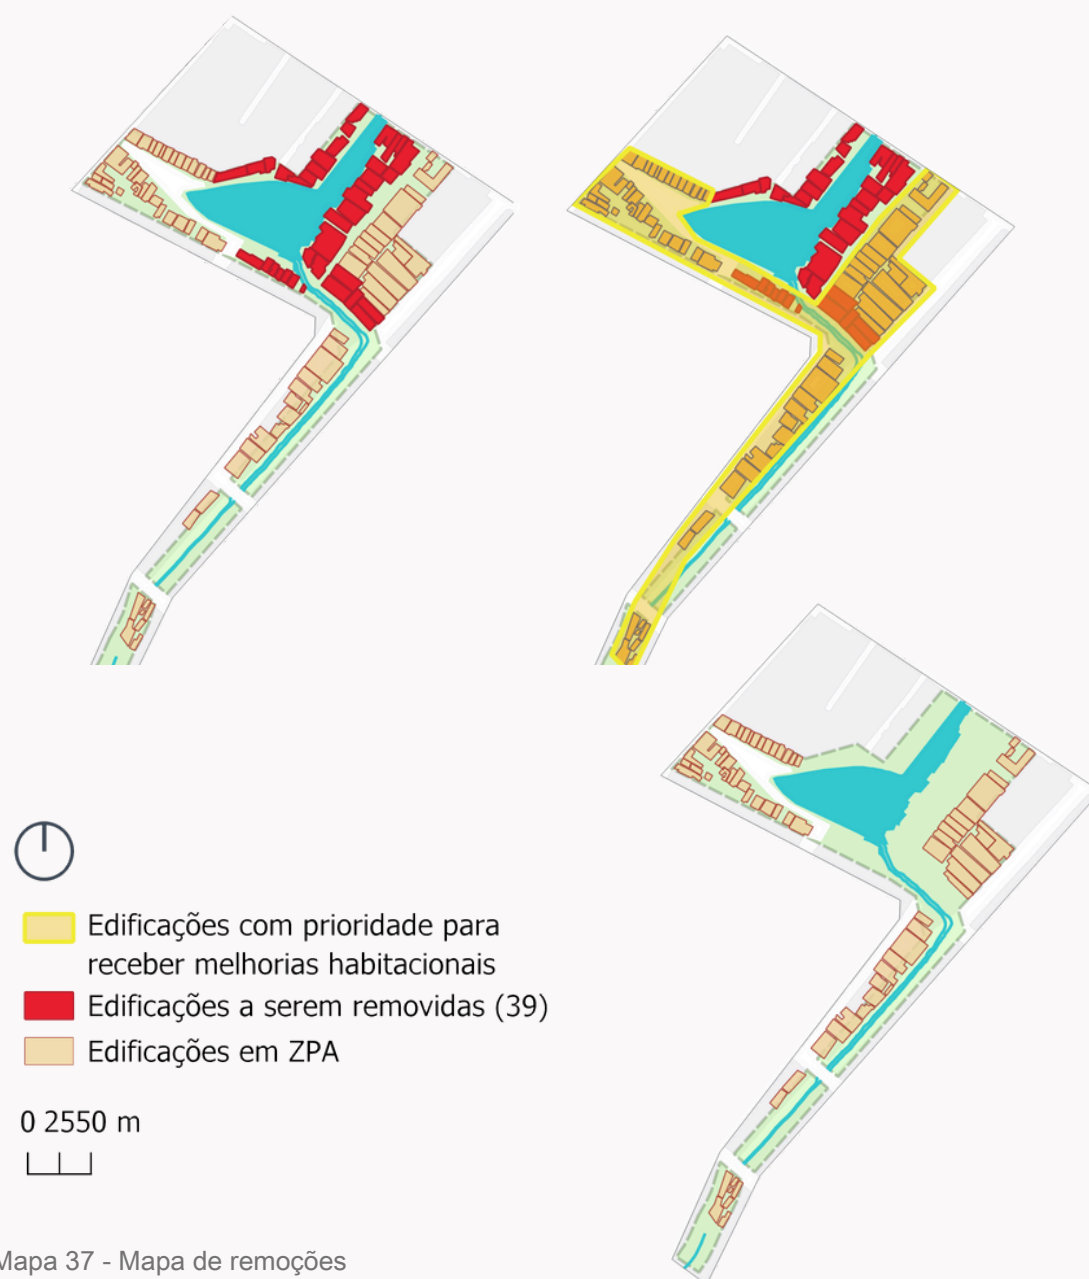 Edificações com prioridade para
receber melhorias habitacionais
Edificações a serem removidas (39)
Edificações em ZPA
0 2550 m
Mapa 37 - Mapa de remoções